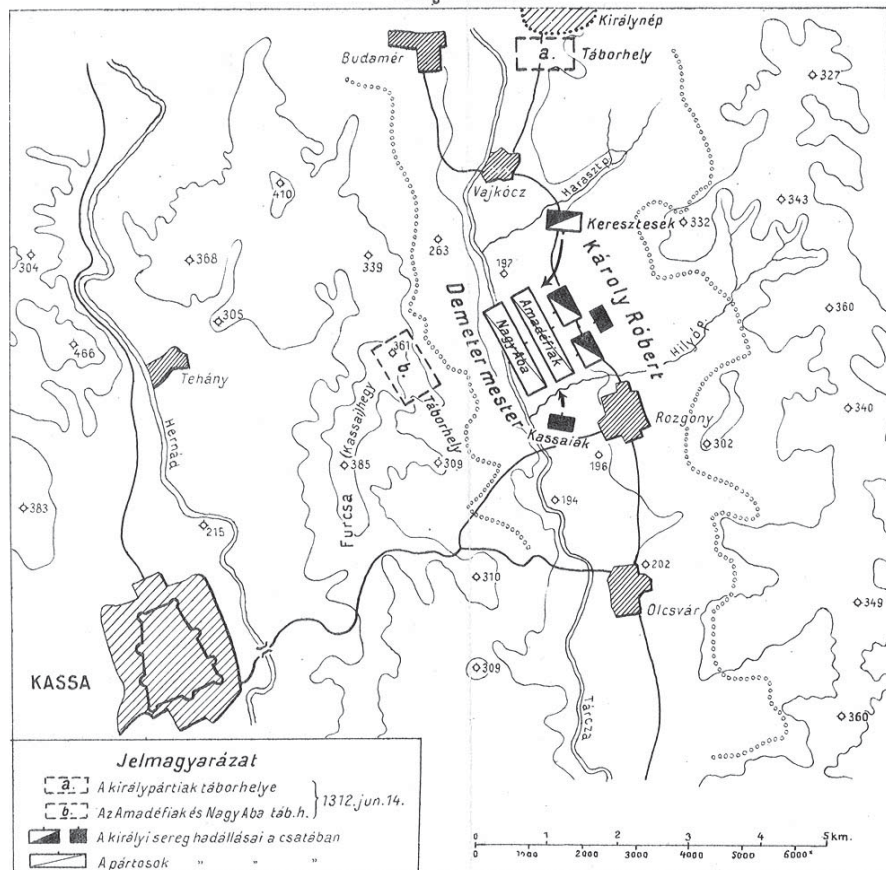 Királynép
a.
Táborhely
Budamér
327
Vajkócz
Haraszt p.
410
343
Keresztesek
332
263
304
368
339
197
Károly Róbert
Demeter mester
Amadéfiak
Nagy Aba
305
360
466
361
b.
Táborhely
Hilyó p.
Tehány
Rozgony
340
Hernád
Kassaiak
302
(Kassai hegy)
Furcsa
385
309
196
383
194
215
202
310
Olcsvár
349
309
KASSA
Tárcza
360
Jelmagyarázat
a. A királypártiak táborhelye
b. Az Amadéfiak és Nagy Aba táb.h. } 1312. jun. 14.
A királyi sereg hadállásai a csatában
A pártosok " " "
0 1 2 3 4 5 km.
0 1000 2000 3000 4000 5000 6000ˣ